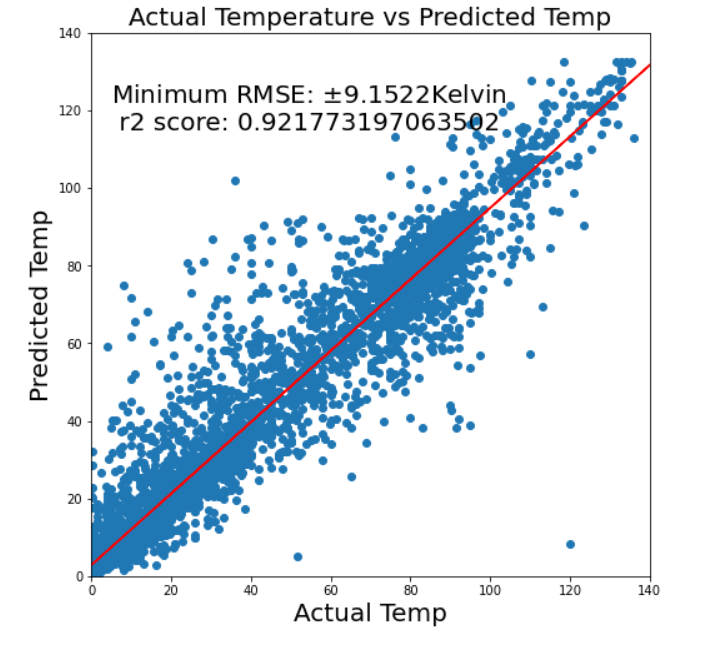 Actual Temperature vs Predicted Temp
140
Minimum RMSE: ±9.1522Kelvin
120
r2 score: 0.921773197063502
100
80
60
40
20
0
Predicted Temp
0 20 40 60 80 100 120 140
Actual Temp